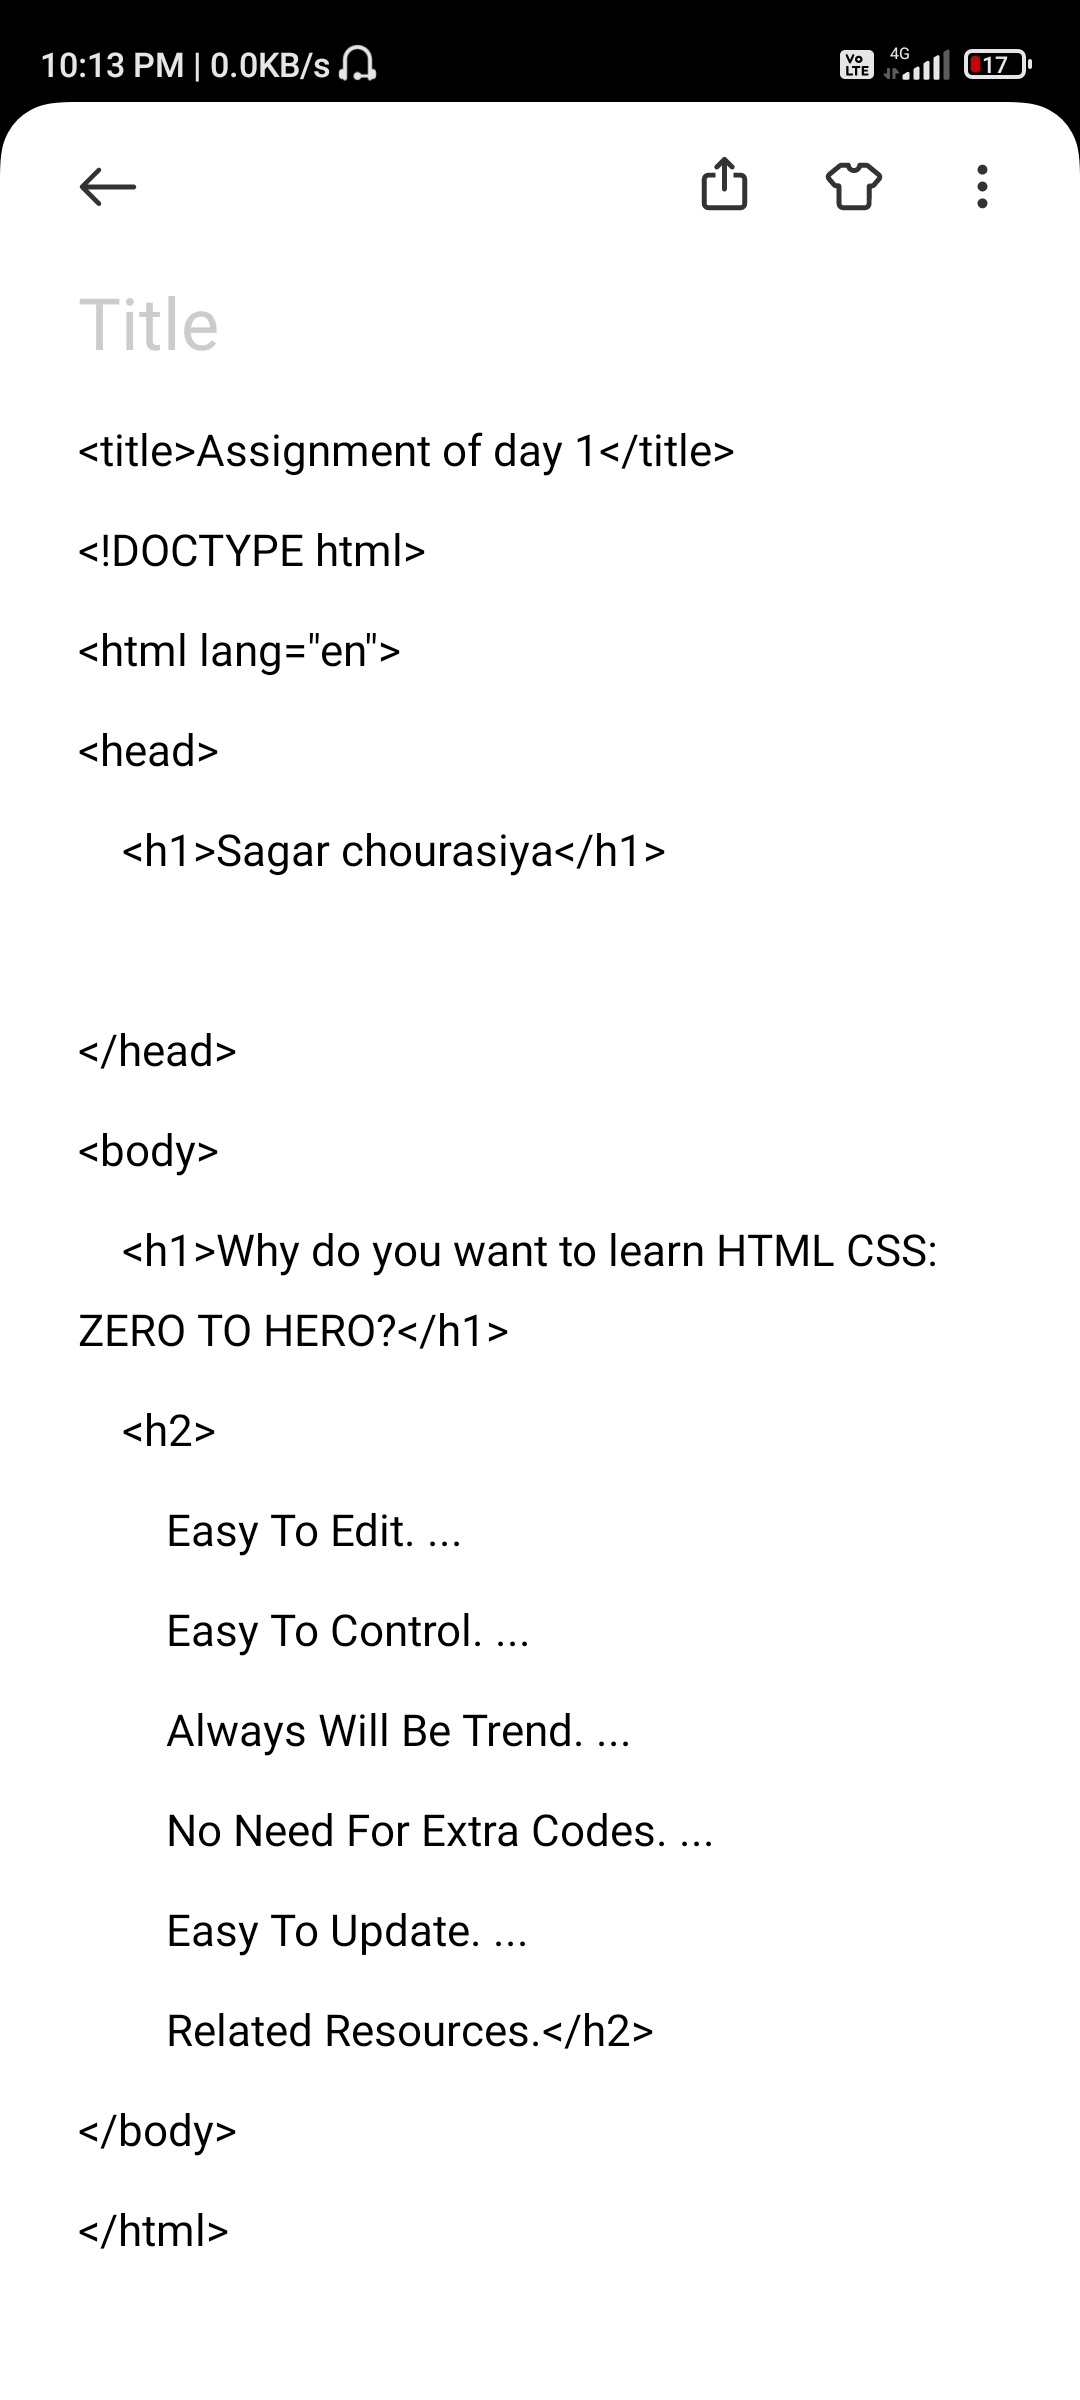 10:13 PM | 0.0KB/s
Vo LTE 4G 17
Title
<title>Assignment of day 1</title>
<!DOCTYPE html>
<html lang="en">
<head>
<h1>Sagar chourasiya</h1>
</head>
<body>
<h1>Why do you want to learn HTML CSS:
ZERO TO HERO?</h1>
<h2>
Easy To Edit. ...
Easy To Control. ...
Always Will Be Trend. ...
No Need For Extra Codes. ...
Easy To Update. ...
Related Resources.</h2>
</body>
</html>